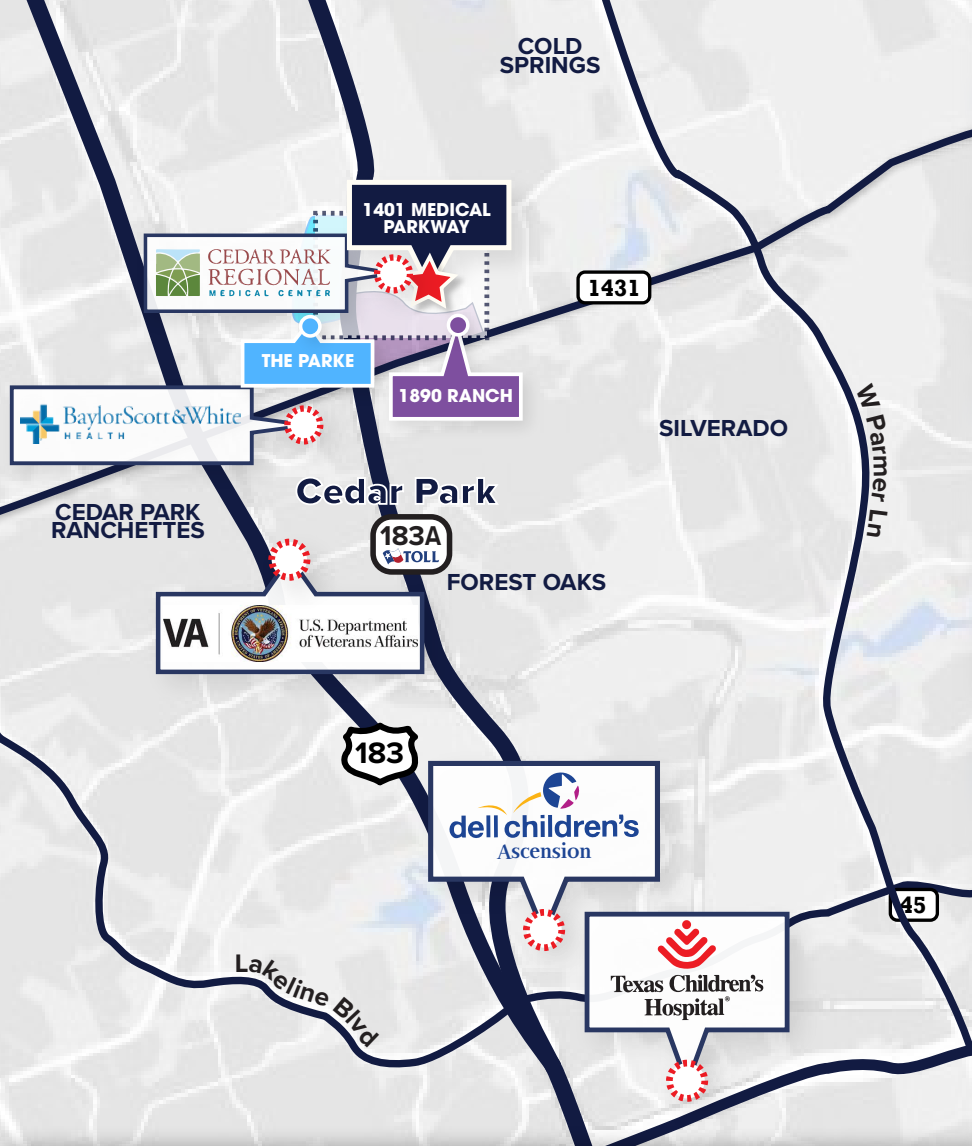 COLD
SPRINGS
1401 MEDICAL
PARKWAY
CEDAR PARK
REGIONAL
MEDICAL CENTER
1431
THE PARKE
1890 RANCH
BaylorScott&White
HEALTH
SILVERADO
W Parmer Ln
Cedar Park
CEDAR PARK
RANCHETTES
183A
TOLL
FOREST OAKS
VA
U.S. Department
of Veterans Affairs
183
dell children's
Ascension
45
Lakeline Blvd
Texas Children's
Hospital®